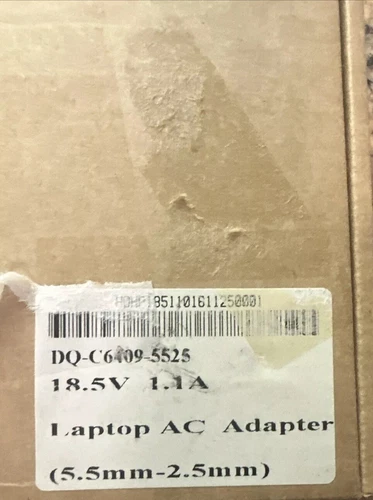 DQ-C6409-5525
18.5V 1.1A
Laptop AC Adapter
(5.5mm-2.5mm)